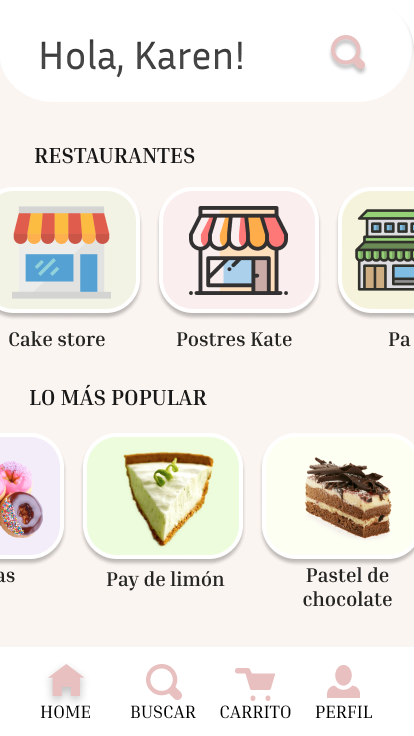 Hola, Karen!
RESTAURANTES
Cake store
Postres Kate
Pa
LO MÁS POPULAR
as
Pay de limón
Pastel de
chocolate
HOME
BUSCAR
CARRITO
PERFIL